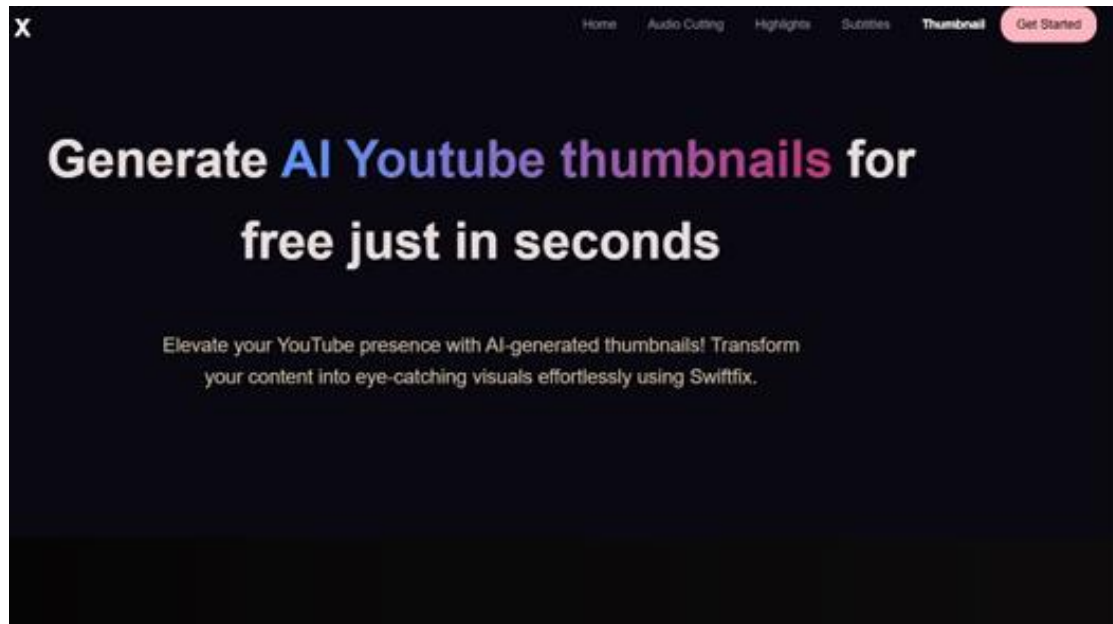 X
Home Audio Cutting Highlights Subtitles Thumbnail Get Started
Generate AI Youtube thumbnails for
free just in seconds
Elevate your YouTube presence with AI-generated thumbnails! Transform
your content into eye-catching visuals effortlessly using Swiftfix.